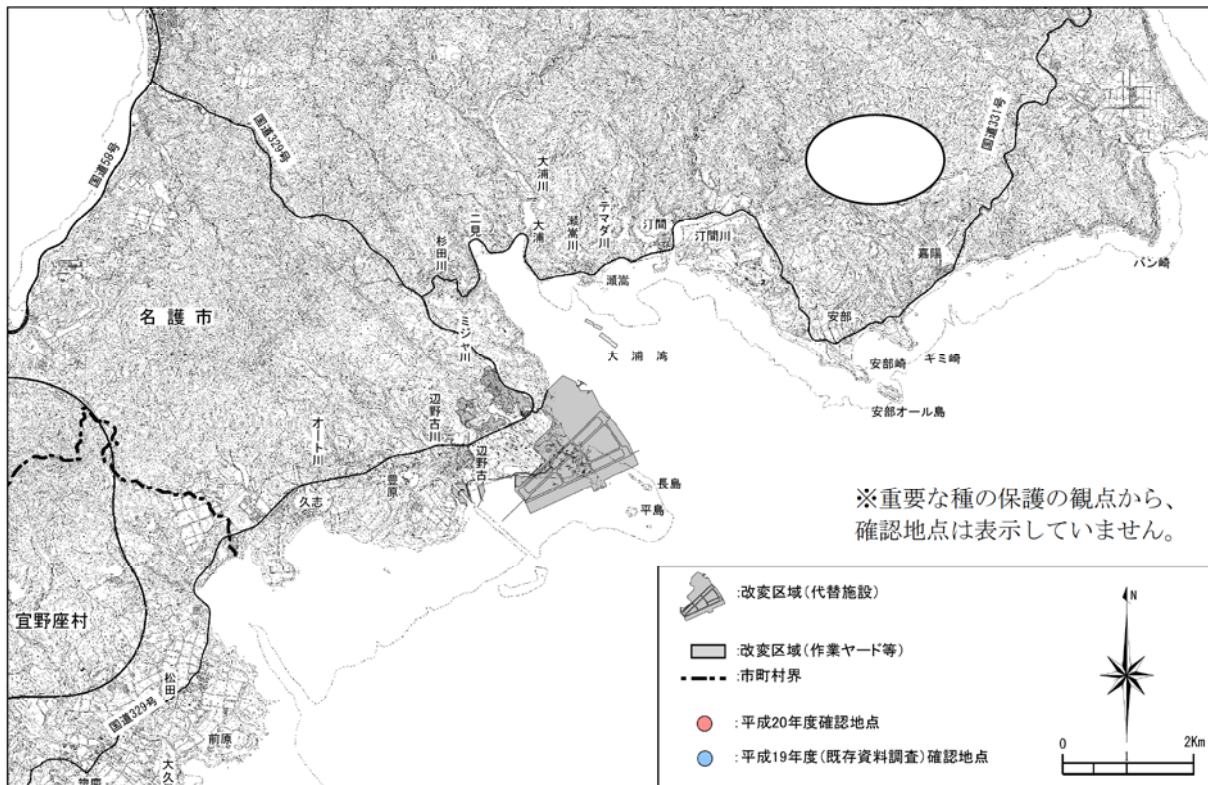 国道58号
国道329号
国道331号
大浦川
大浦
二見
杉田川
瀬嵩川
テマダ川
汀間
汀間川
瀬嵩
嘉陽
バン崎
安部
安部崎
ギミ崎
安部オール島
大浦湾
名護市
ミジャ川
辺野古川
辺野古
オート川
久志
豊原
長島
平島
宜野座村
松田
国道329号
前原
大久
惣慶
※重要な種の保護の観点から、
確認地点は表示していません。
:改変区域(代替施設)
:改変区域(作業ヤード等)
:市町村界
:平成20年度確認地点
:平成19年度(既存資料調査)確認地点
N
0 2Km